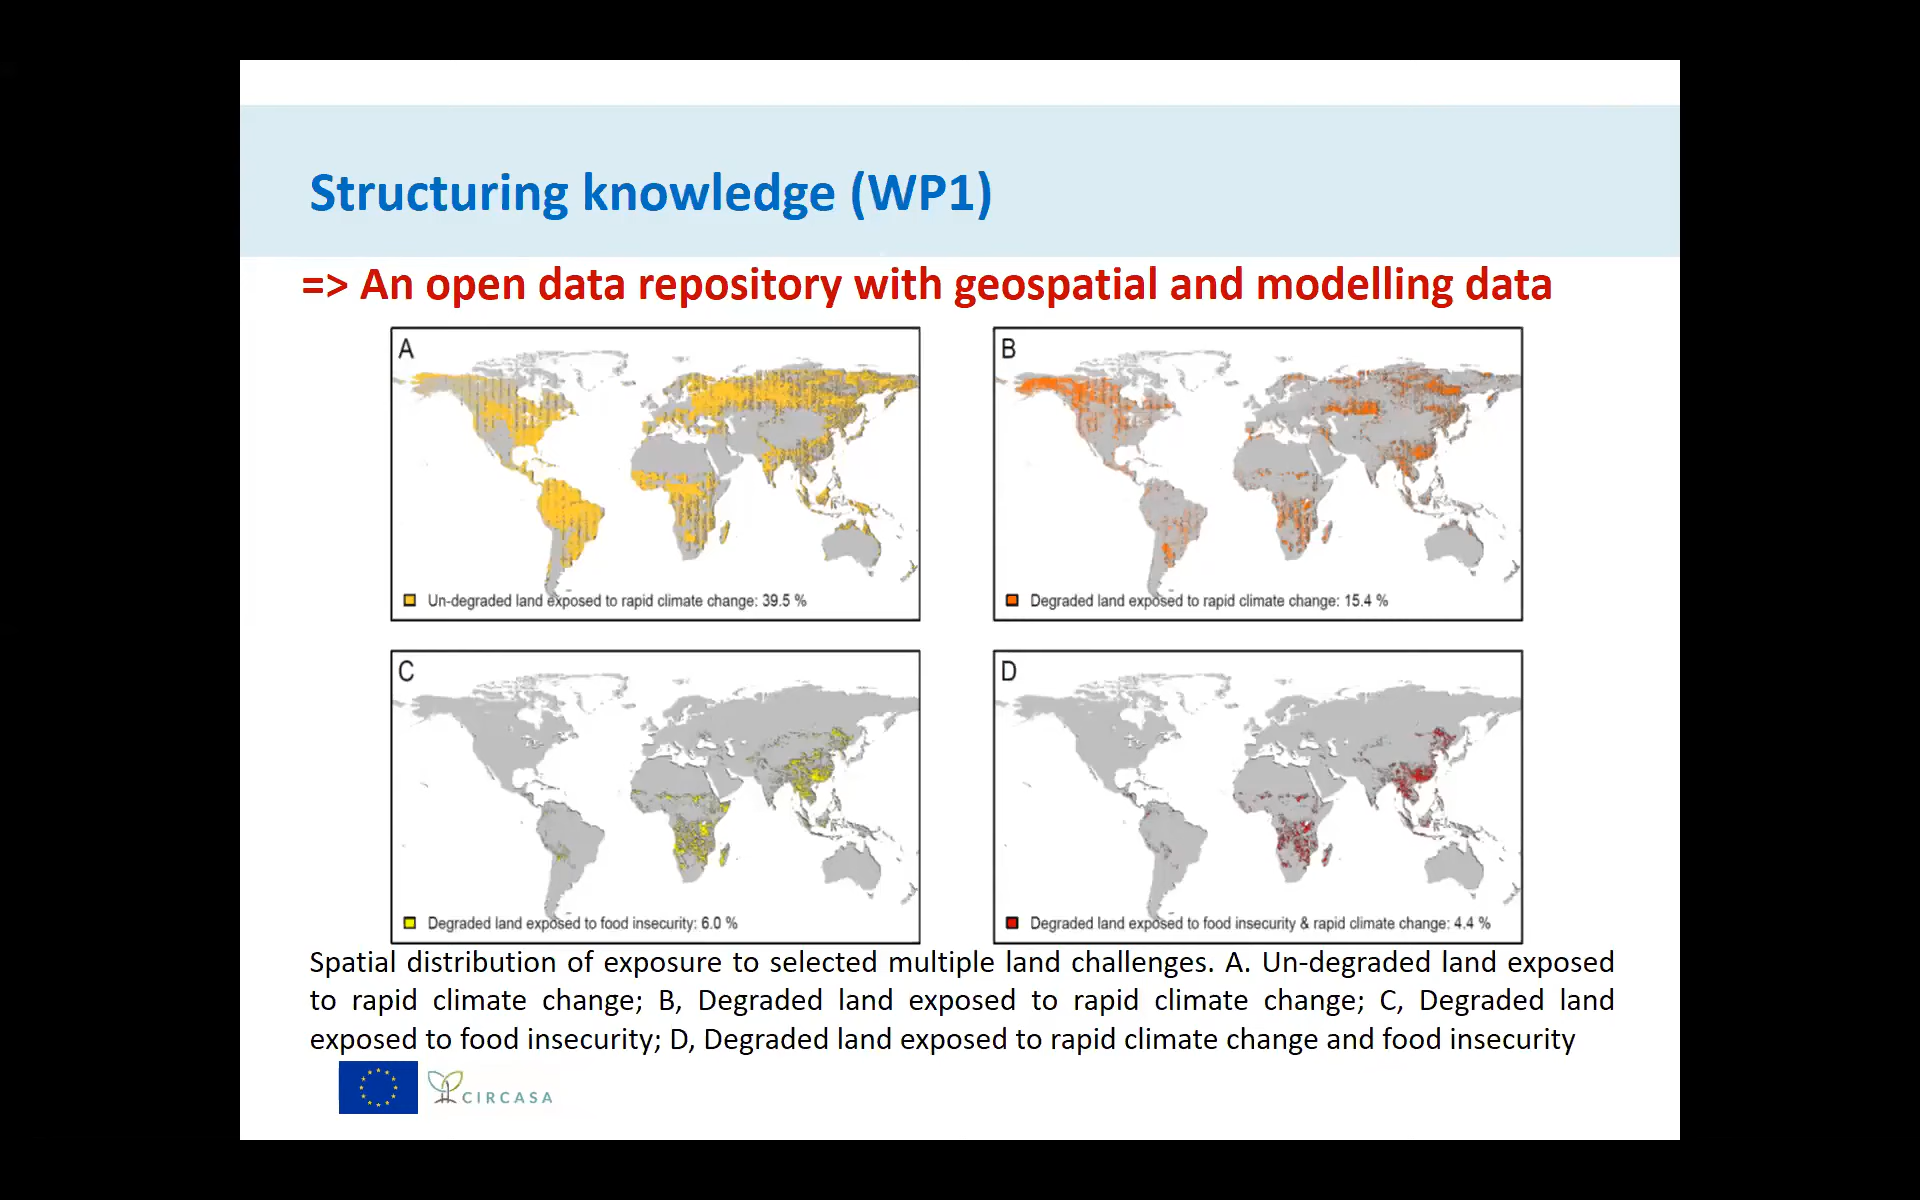 Structuring knowledge (WP1)
=> An open data repository with geospatial and modelling data
A
Un-degraded land exposed to rapid climate change: 39.5 %
B
Degraded land exposed to rapid climate change: 15.4 %
C
Degraded land exposed to food insecurity: 6.0 %
D
Degraded land exposed to food insecurity & rapid climate change: 4.4 %
Spatial distribution of exposure to selected multiple land challenges. A. Un-degraded land exposed
to rapid climate change; B, Degraded land exposed to rapid climate change; C, Degraded land
exposed to food insecurity; D, Degraded land exposed to rapid climate change and food insecurity
CIRCASA